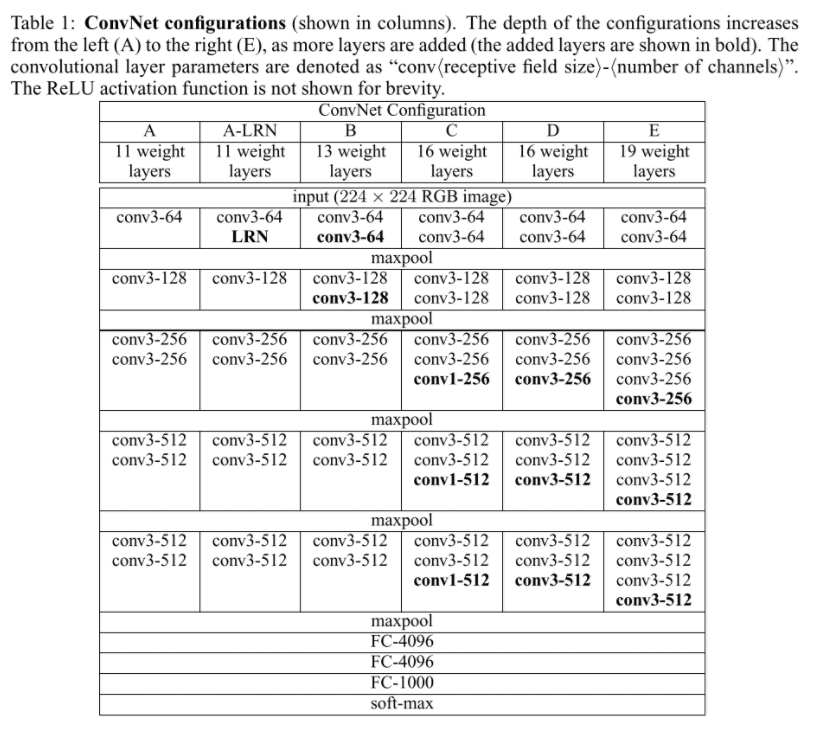 Table 1: ConvNet configurations (shown in columns). The depth of the configurations increases
from the left (A) to the right (E), as more layers are added (the added layers are shown in bold). The
convolutional layer parameters are denoted as “conv⟨receptive field size⟩-⟨number of channels⟩”.
The ReLU activation function is not shown for brevity.
ConvNet Configuration
A A-LRN B C D E
11 weight 11 weight 13 weight 16 weight 16 weight 19 weight
layers layers layers layers layers layers
input (224 × 224 RGB image)
conv3-64 conv3-64 conv3-64 conv3-64 conv3-64 conv3-64
LRN conv3-64 conv3-64 conv3-64 conv3-64
maxpool
conv3-128 conv3-128 conv3-128 conv3-128 conv3-128 conv3-128
conv3-128 conv3-128 conv3-128 conv3-128
maxpool
conv3-256 conv3-256 conv3-256 conv3-256 conv3-256 conv3-256
conv3-256 conv3-256 conv3-256 conv3-256 conv3-256 conv3-256
conv1-256 conv3-256 conv3-256
conv3-256
maxpool
conv3-512 conv3-512 conv3-512 conv3-512 conv3-512 conv3-512
conv3-512 conv3-512 conv3-512 conv3-512 conv3-512 conv3-512
conv1-512 conv3-512 conv3-512
conv3-512
maxpool
conv3-512 conv3-512 conv3-512 conv3-512 conv3-512 conv3-512
conv3-512 conv3-512 conv3-512 conv3-512 conv3-512 conv3-512
conv1-512 conv3-512 conv3-512
conv3-512
maxpool
FC-4096
FC-4096
FC-1000
soft-max